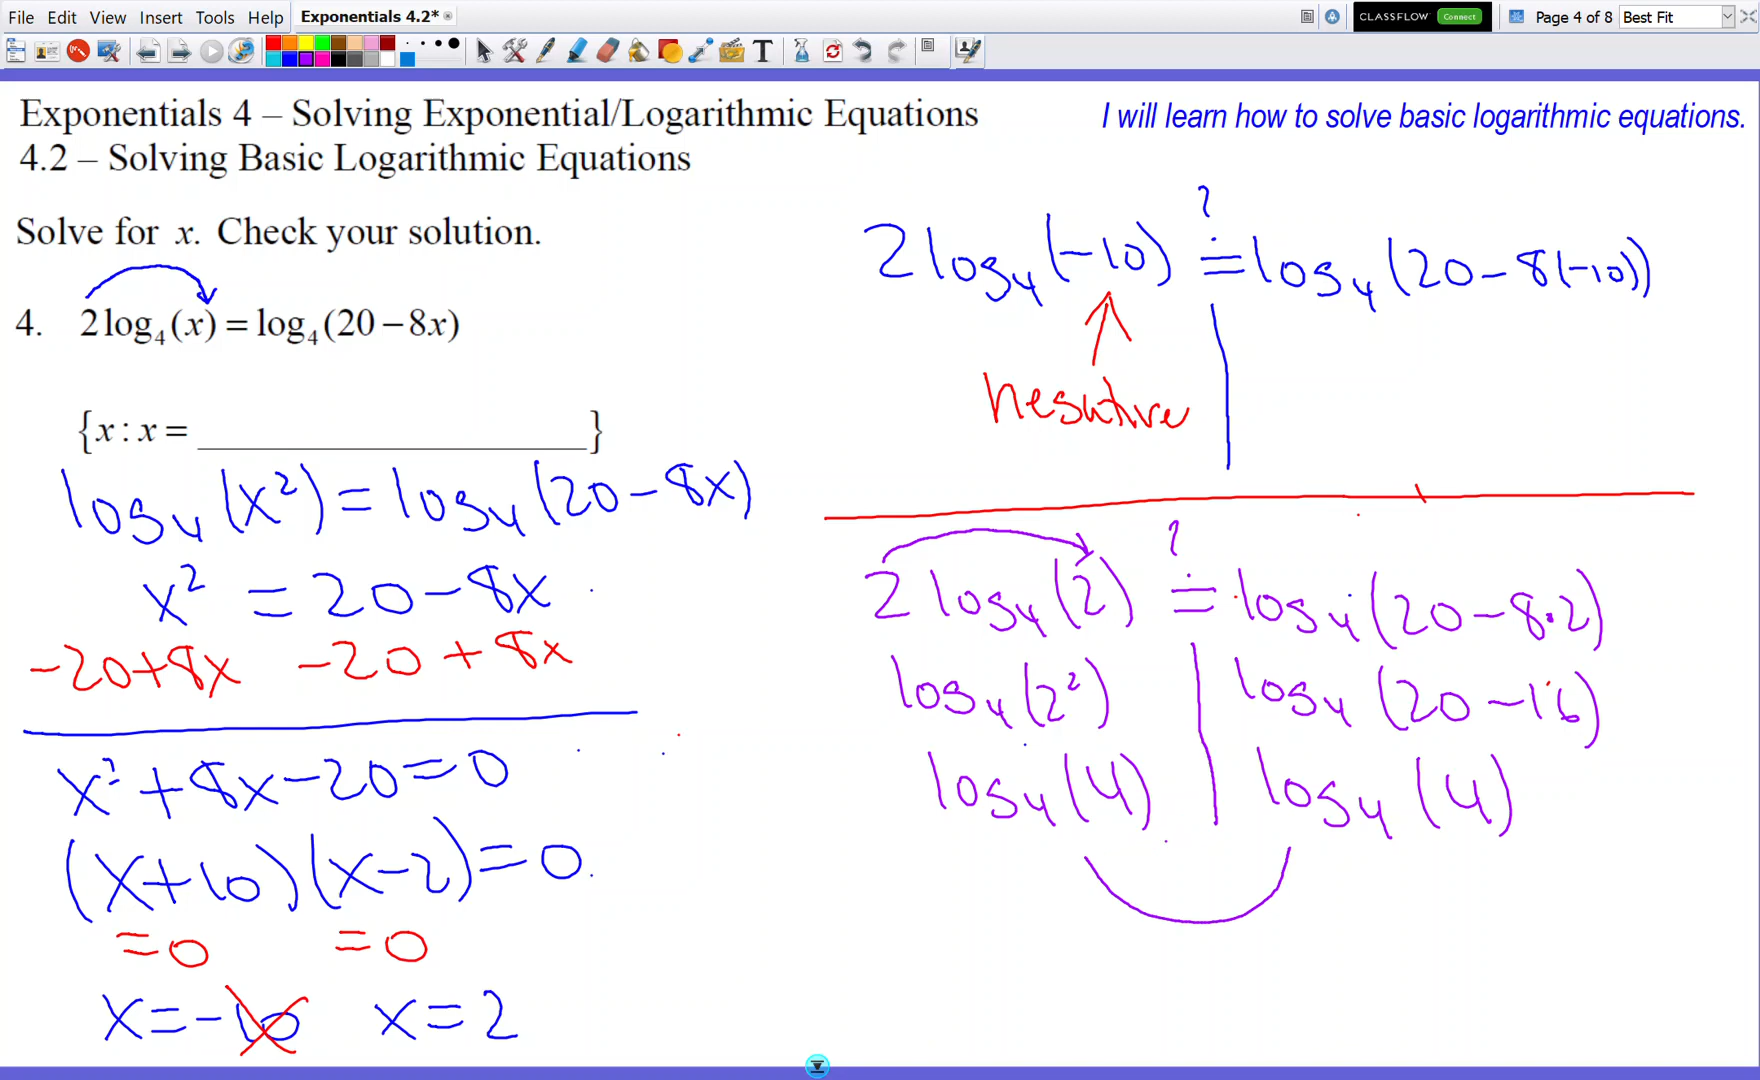 File Edit View Insert Tools Help Exponentials 4.2* CLASSFLOW Connect Page 4 of 8 Best Fit
T
Exponentials 4 – Solving Exponential/Logarithmic Equations
4.2 – Solving Basic Logarithmic Equations
I will learn how to solve basic logarithmic equations.
Solve for x. Check your solution.
4. 2log₄(x) = log₄(20 – 8x)
{x : x = ____________________}
log₄(x²) = log₄(20 - 8x)
x² = 20 - 8x
-20+8x -20 + 8x
x² + 8x - 20 = 0
(x+10)(x-2) = 0
=0 =0
x = -10 x = 2
?
2log₄(-10) ≐ log₄(20 - 8(-10))
negative
?
2log₄(2) ≐ log₄(20 - 8·2)
log₄(2²) log₄(20 - 16)
log₄(4) log₄(4)